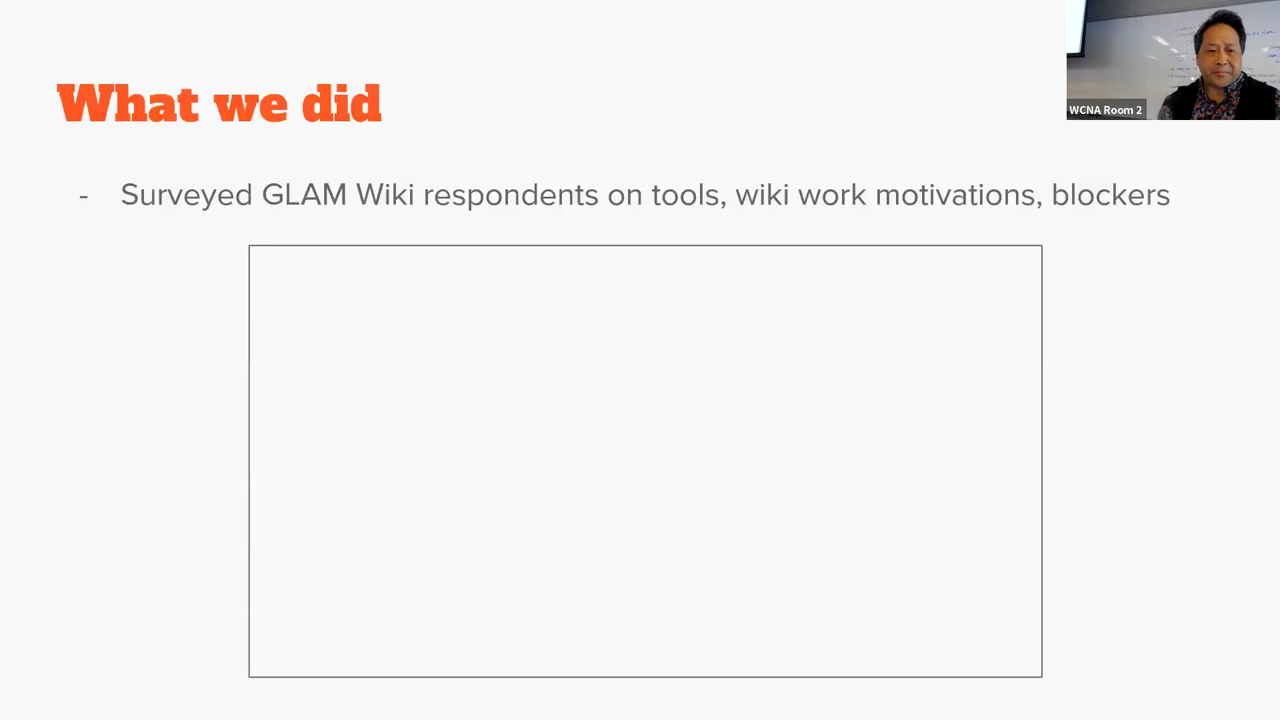 What we did
- Surveyed GLAM Wiki respondents on tools, wiki work motivations, blockers
WCNA Room 2